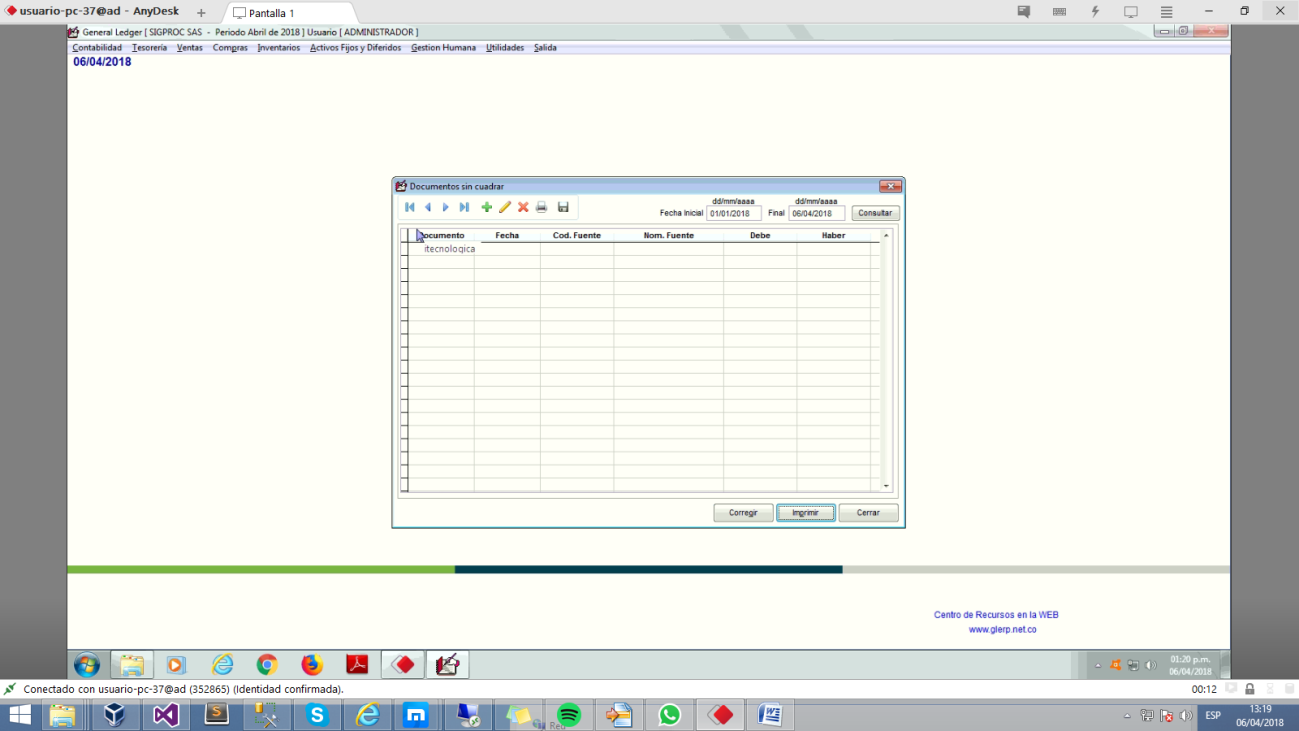 usuario-pc-37@ad - AnyDesk + Pantalla 1
General Ledger [ SIGPROC SAS - Periodo Abril de 2018 ] Usuario [ ADMINISTRADOR ]
Contabilidad Tesorería Ventas Compras Inventarios Activos Fijos y Diferidos Gestion Humana Utilidades Salida
06/04/2018
Documentos sin cuadrar
dd/mm/aaaa dd/mm/aaaa
Fecha Inicial 01/01/2018 Final 06/04/2018 Consultar
Documento Fecha Cod. Fuente Nom. Fuente Debe Haber
itecnologica
Corregir Imprimir Cerrar
Centro de Recursos en la WEB
www.glerp.net.co
01:20 p.m.
06/04/2018
Conectado con usuario-pc-37@ad (352865) (Identidad confirmada). 00:12
Red
ESP 13:19
06/04/2018